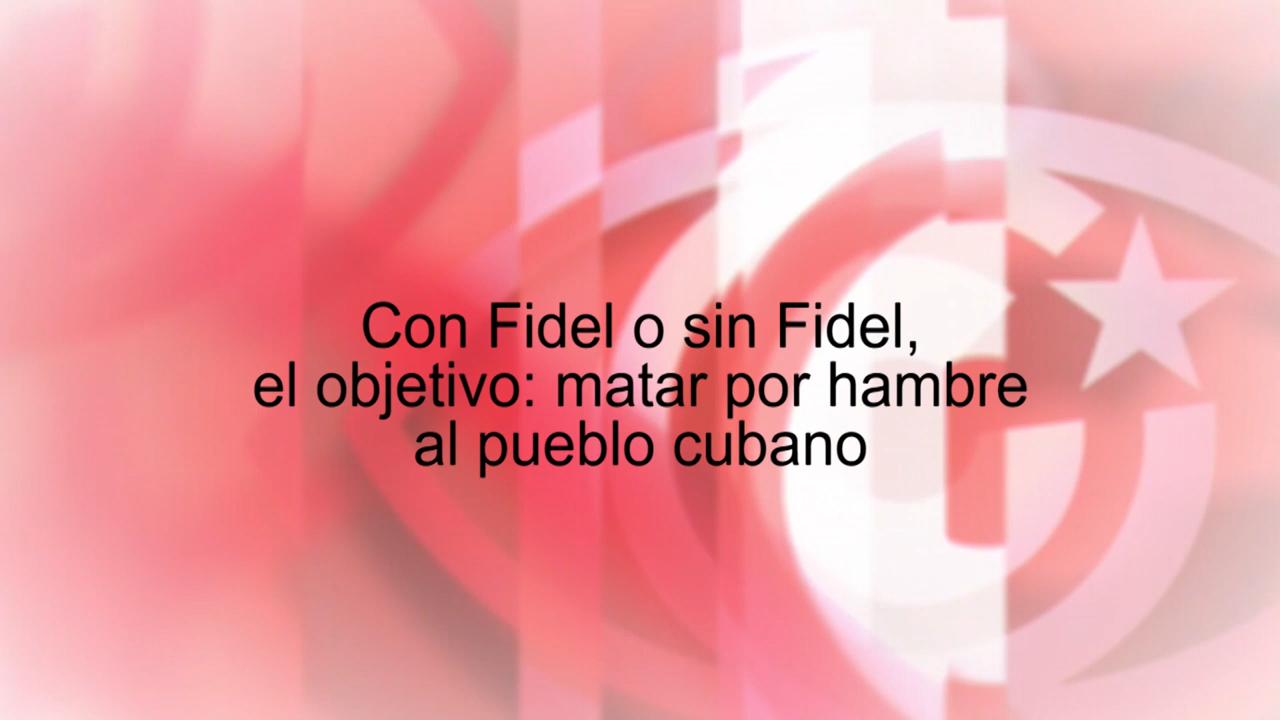 Con Fidel o sin Fidel,
el objetivo: matar por hambre
al pueblo cubano